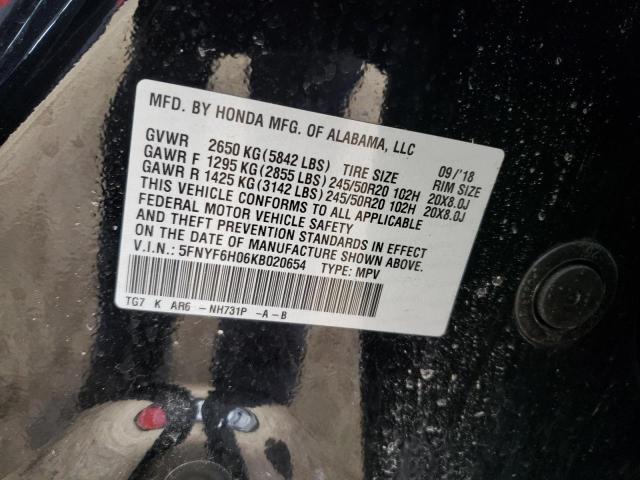 MFD. BY HONDA MFG. OF ALABAMA, LLC 09/'18
GVWR 2650 KG(5842 LBS) TIRE SIZE RIM SIZE
GAWR F 1295 KG(2855 LBS)245/50R20 102H 20X8.0J
GAWR R 1425 KG(3142 LBS)245/50R20 102H 20X8.0J
THIS VEHICLE CONFORMS TO ALL APPLICABLE
FEDERAL MOTOR VEHICLE SAFETY
AND THEFT PREVENTION STANDARDS IN EFFECT
ON THE DATE OF MANUFACTURE SHOWN ABOVE.
V.I.N.: 5FNYF6H06KB020654 TYPE: MPV
TG7 K AR6 -NH731P -A-B